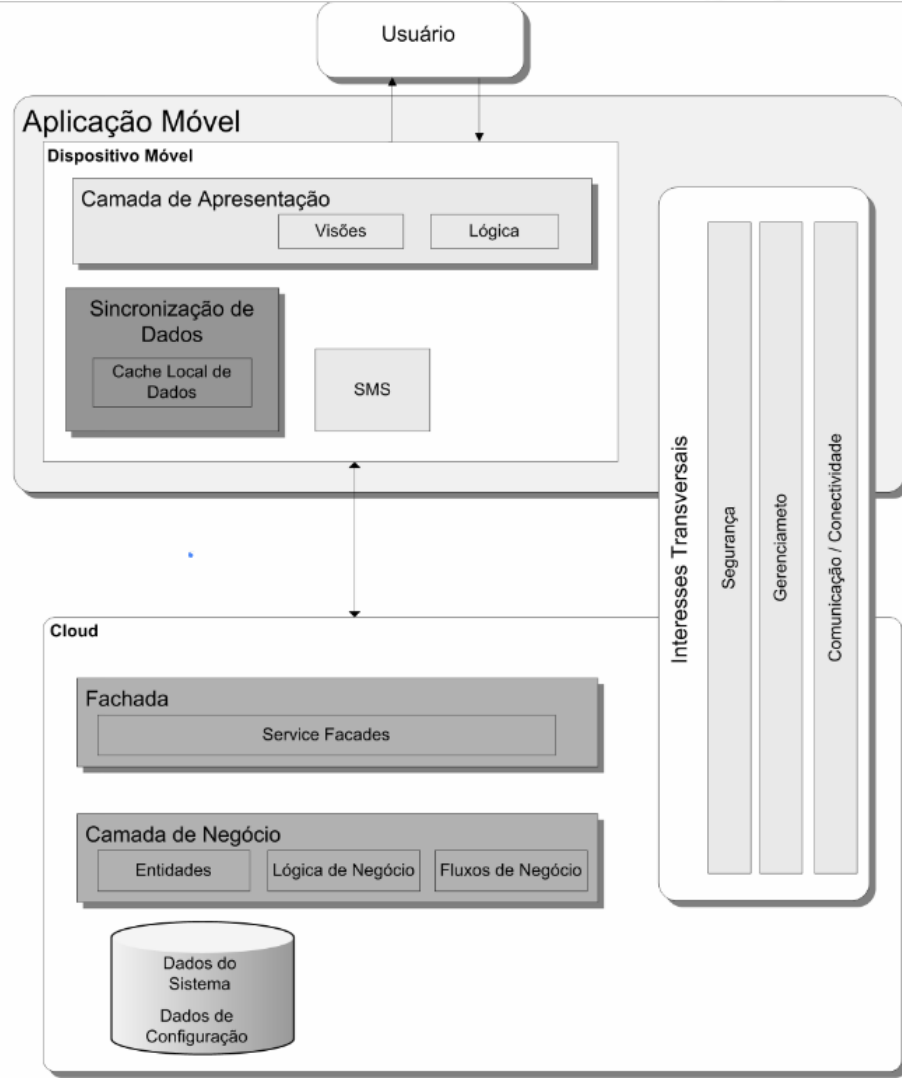 Usuário
Aplicação Móvel
Dispositivo Móvel
Camada de Apresentação
Visões
Lógica
Sincronização de
Dados
Cache Local de
Dados
SMS
Interesses Transversais
Segurança
Gerenciameto
Comunicação / Conectividade
Cloud
Fachada
Service Facades
Camada de Negócio
Entidades
Lógica de Negócio
Fluxos de Negócio
Dados do
Sistema
Dados de
Configuração